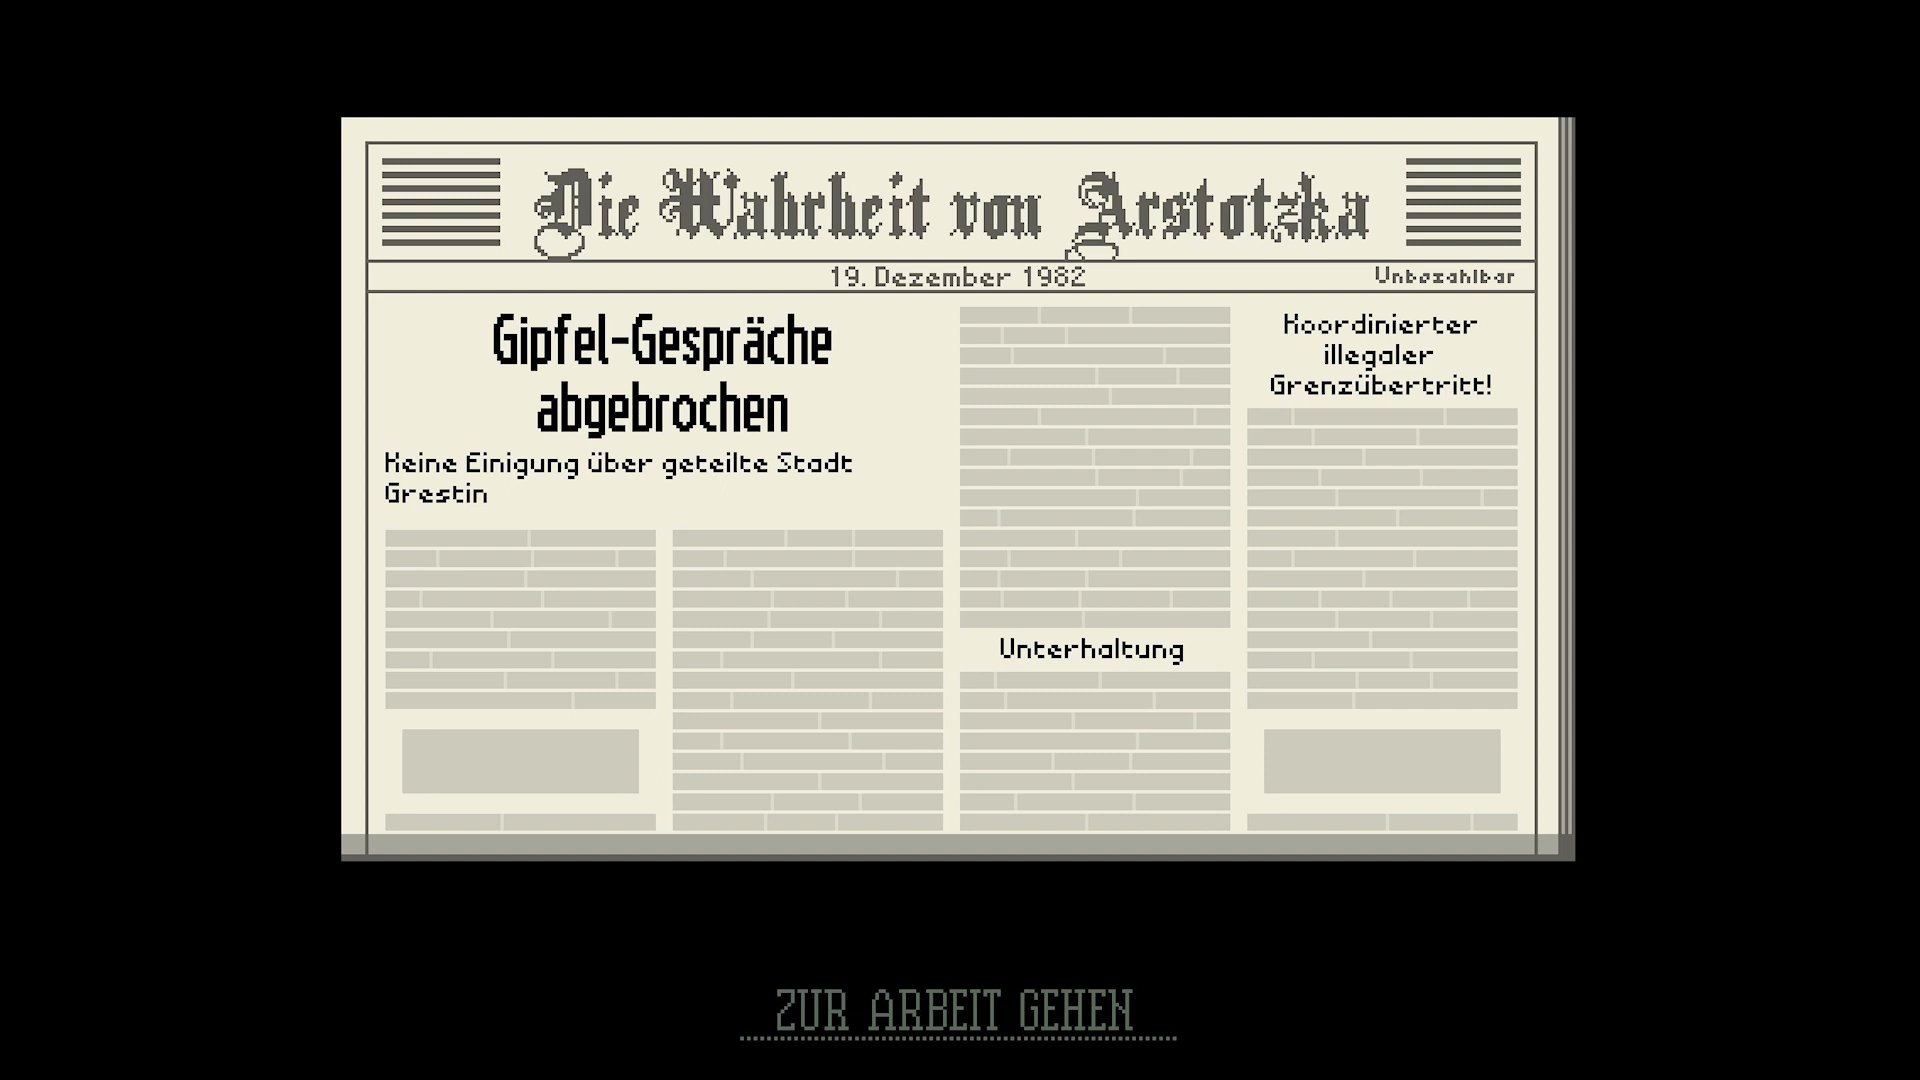 Die Wahrheit von Arstotzka
19. Dezember 1982
Unbezahlbar
Gipfel-Gespräche
abgebrochen
Keine Einigung über geteilte Stadt
Grestin
Unterhaltung
Koordinierter
illegaler
Grenzübertritt!
ZUR ARBEIT GEHEN